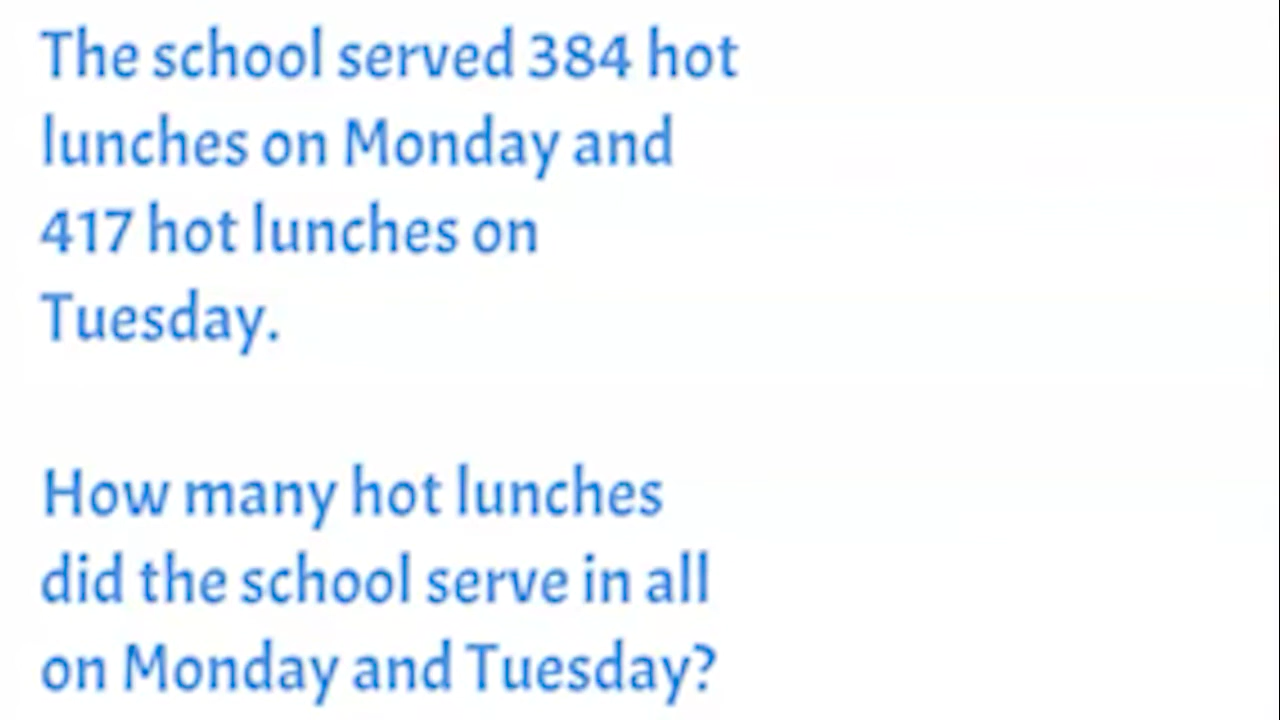 The school served 384 hot
lunches on Monday and
417 hot lunches on
Tuesday.
How many hot lunches
did the school serve in all
on Monday and Tuesday?